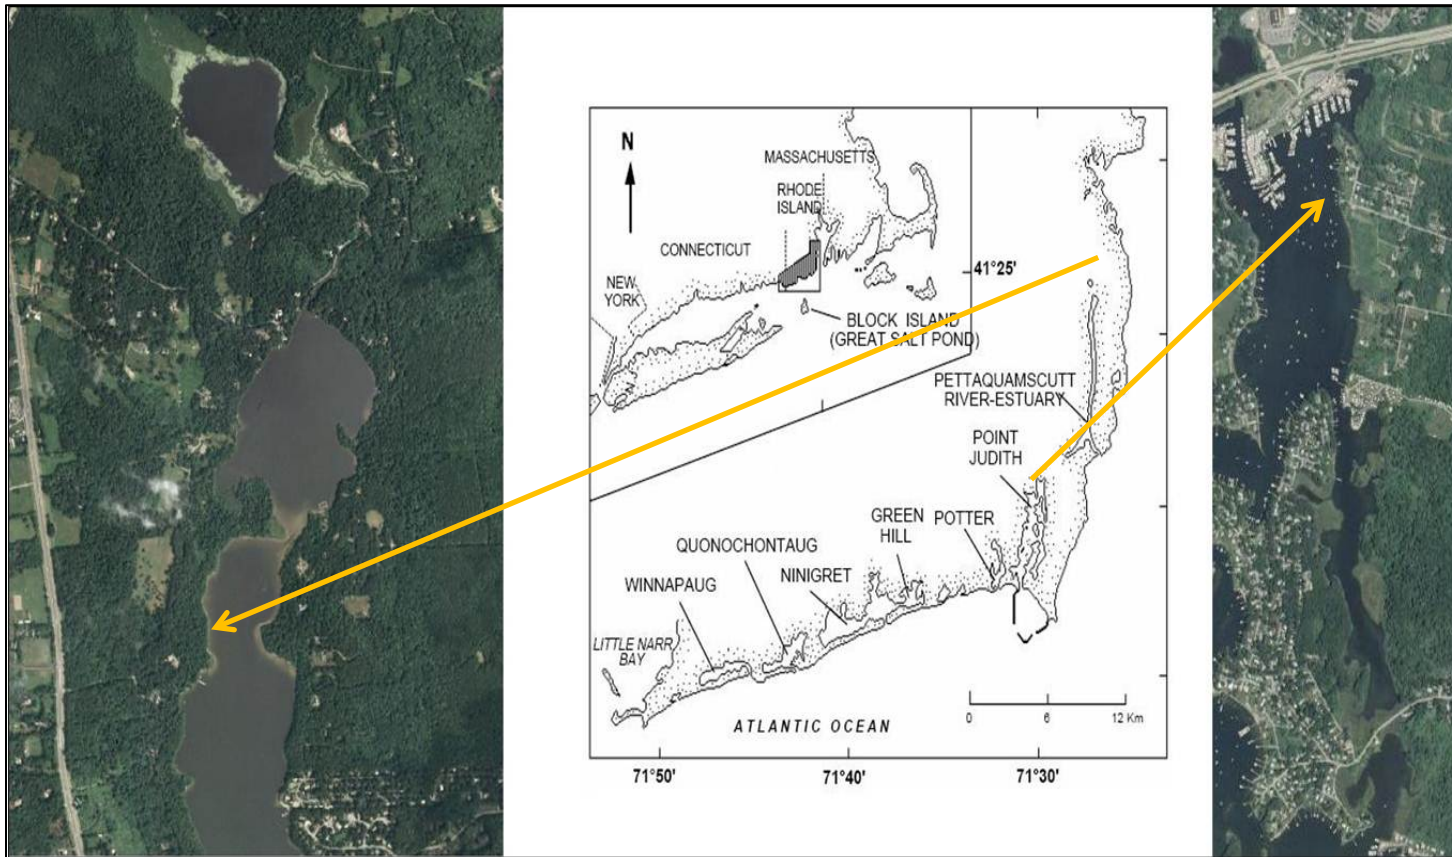 N
MASSACHUSETTS
RHODE
ISLAND
CONNECTICUT
NEW
YORK
41°25'
BLOCK ISLAND
(GREAT SALT POND)
PETTAQUAMSCUTT
RIVER-ESTUARY
POINT
JUDITH
GREEN
HILL
POTTER
QUONOCHONTAUG
NINIGRET
WINNAPAUG
LITTLE NARR
BAY
0 6 12 Km
ATLANTIC OCEAN
71°50' 71°40' 71°30'